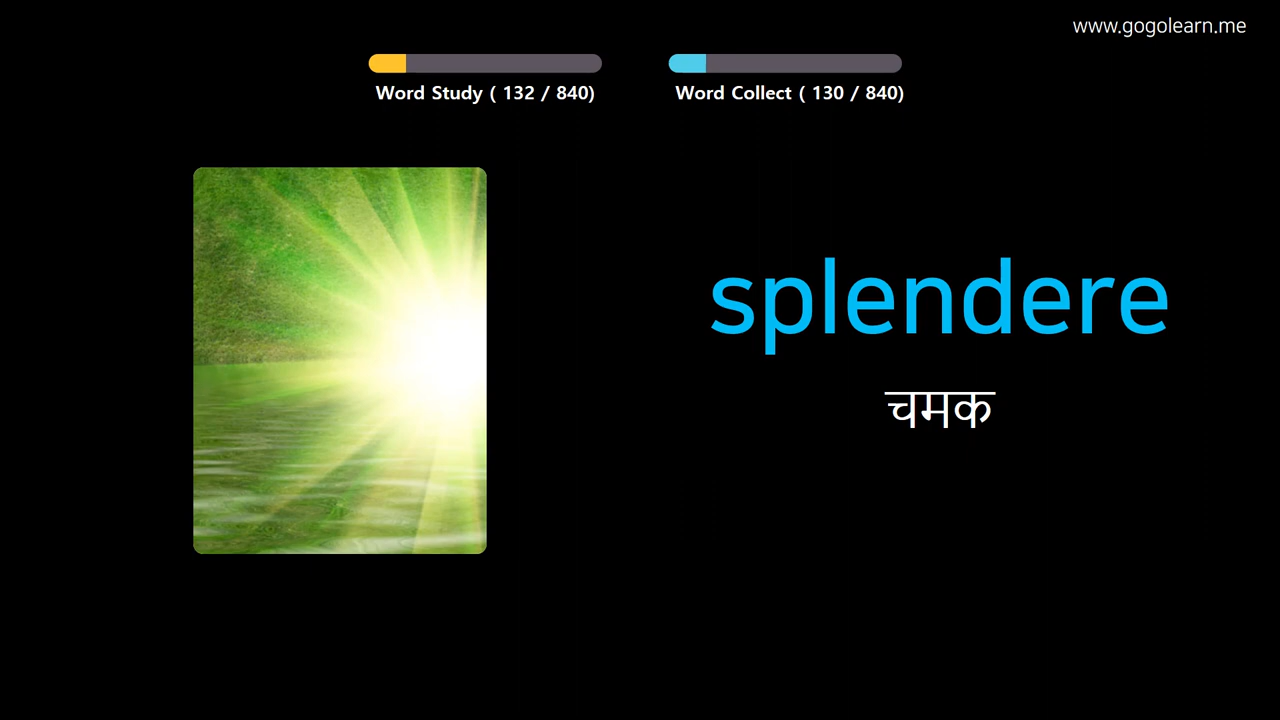 www.gogolearn.me
Word Study ( 132 / 840)
Word Collect ( 130 / 840)
splendere
चमक